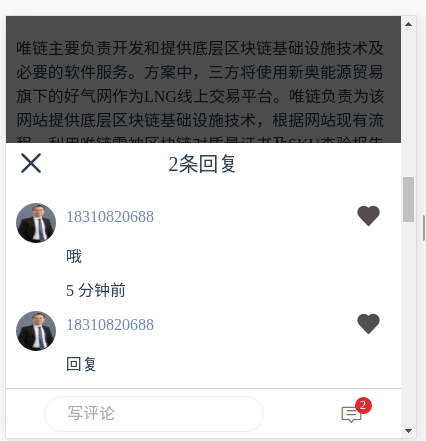 唯链主要负责开发和提供底层区块链基础设施技术及
必要的软件服务。方案中，三方将使用新奥能源贸易
旗下的好气网作为LNG线上交易平台。唯链负责为该
网站提供底层区块链基础设施技术，根据网站现有流
2条回复
18310820688
哦
5 分钟前
18310820688
回复
写评论
2